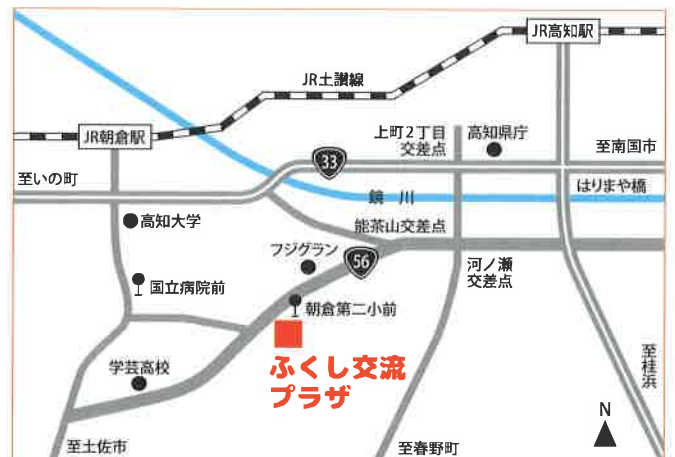 JR高知駅
JR土讃線
JR朝倉駅
上町2丁目
交差点
高知県庁
33
至南国市
至いの町
はりまや橋
鏡 川
高知大学
能茶山交差点
フジグラン
56
河ノ瀬
交差点
国立病院前
朝倉第二小前
学芸高校
ふくし交流
プラザ
至桂浜
N
至土佐市
至春野町